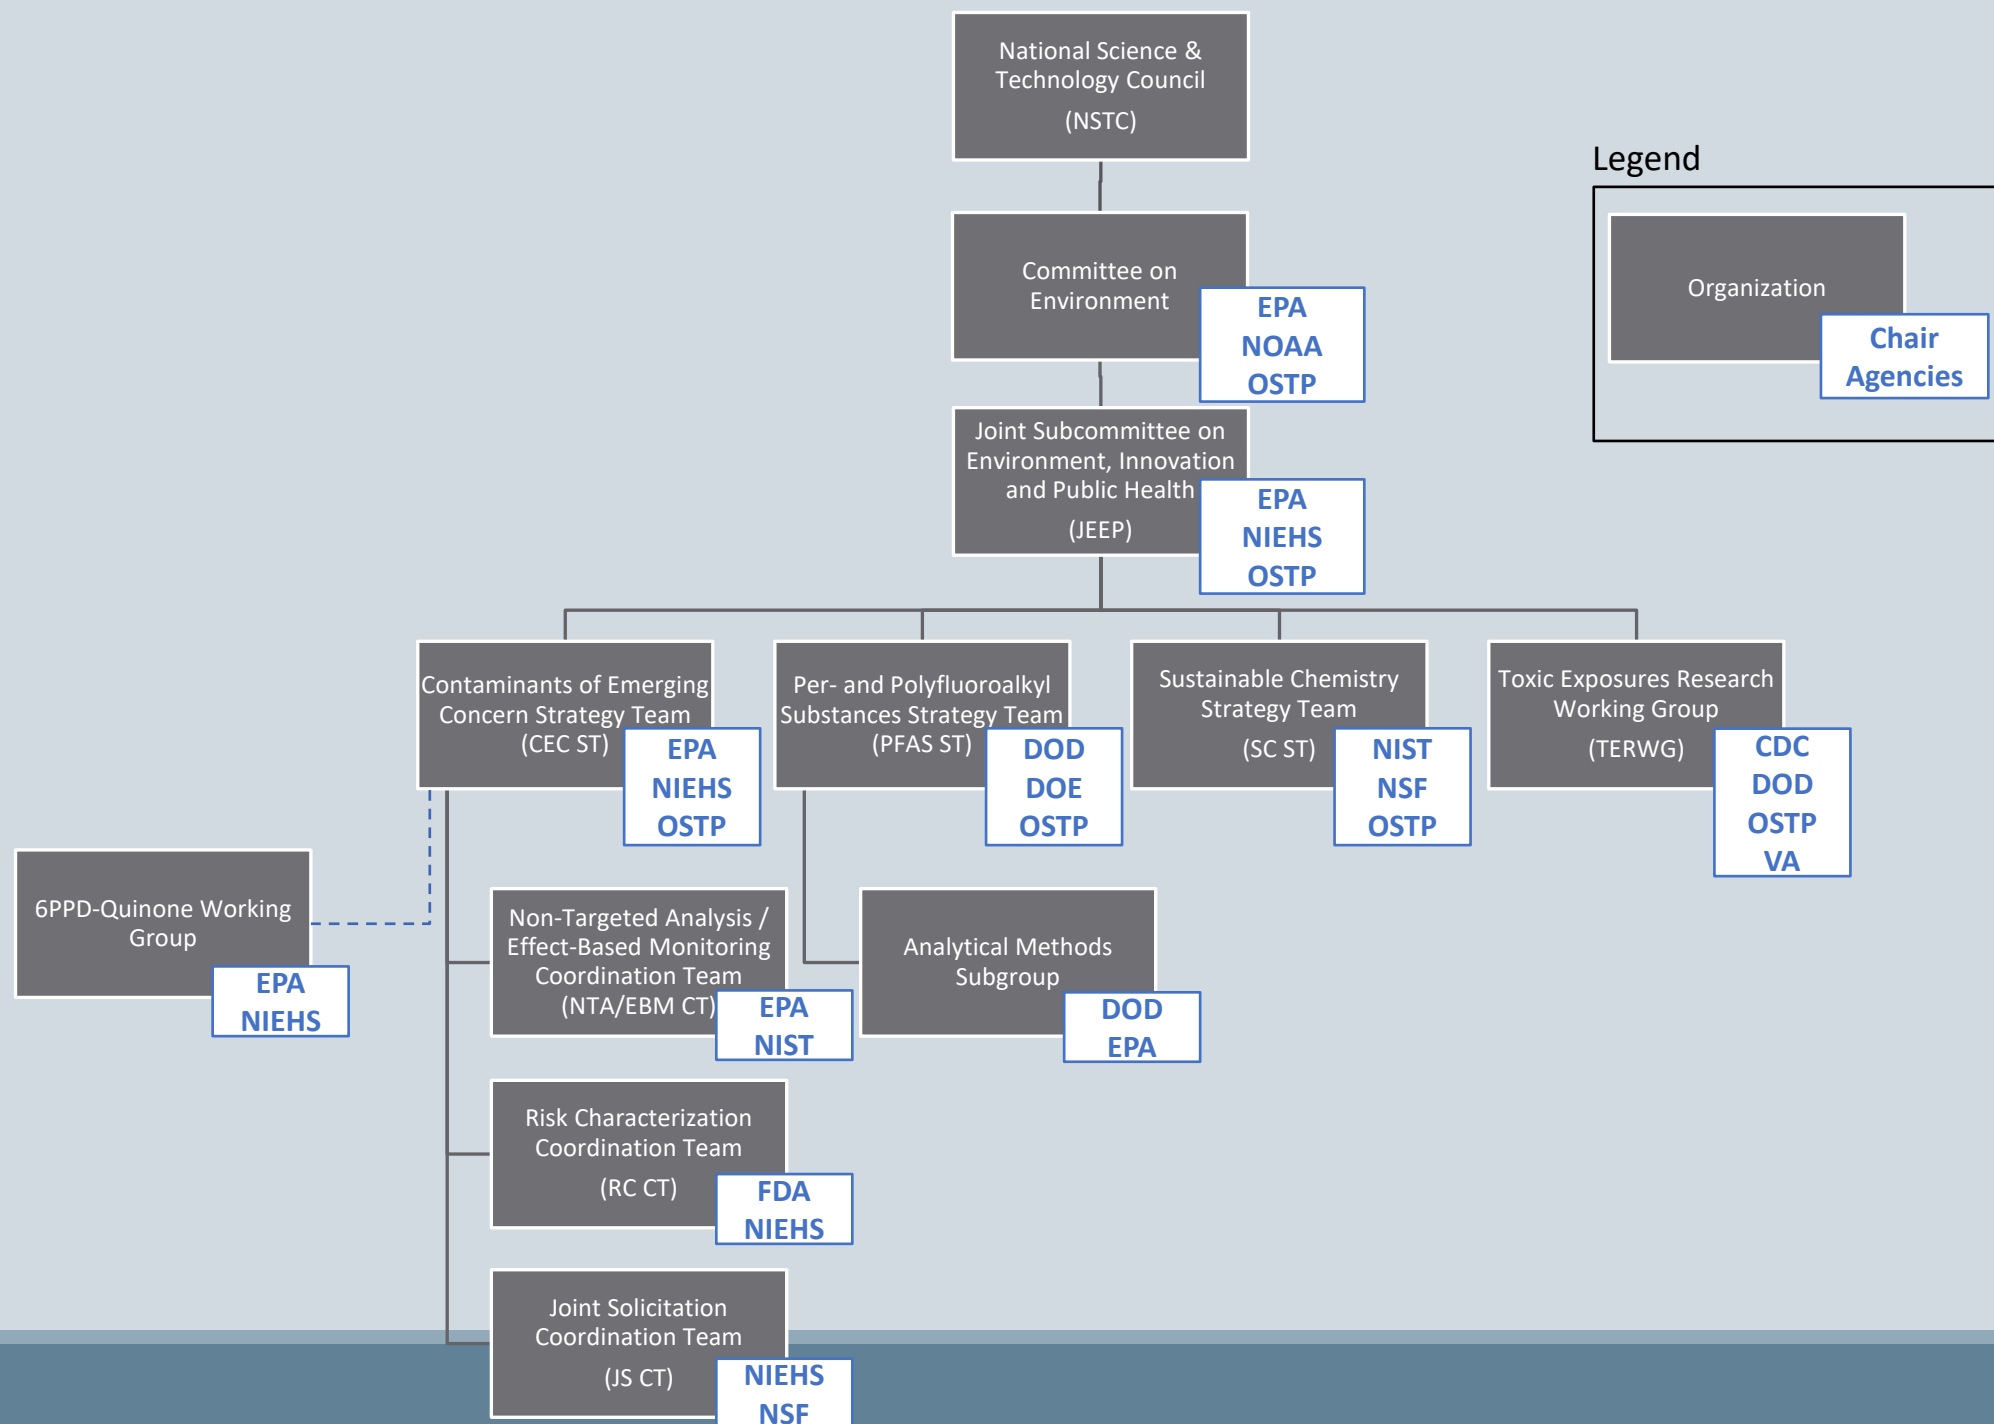 National Science &
Technology Council
(NSTC)
Legend
Organization
Chair
Agencies
Committee on
Environment
EPA
NOAA
OSTP
Joint Subcommittee on
Environment, Innovation
and Public Health
(JEEP)
EPA
NIEHS
OSTP
Contaminants of Emerging
Concern Strategy Team
(CEC ST)
EPA
NIEHS
OSTP
Per- and Polyfluoroalkyl
Substances Strategy Team
(PFAS ST)
DOD
DOE
OSTP
Sustainable Chemistry
Strategy Team
(SC ST)
NIST
NSF
OSTP
Toxic Exposures Research
Working Group
(TERWG)
CDC
DOD
OSTP
VA
6PPD-Quinone Working
Group
EPA
NIEHS
Non-Targeted Analysis /
Effect-Based Monitoring
Coordination Team
(NTA/EBM CT)
EPA
NIST
Analytical Methods
Subgroup
DOD
EPA
Risk Characterization
Coordination Team
(RC CT)
FDA
NIEHS
Joint Solicitation
Coordination Team
(JS CT)
NIEHS
NSF